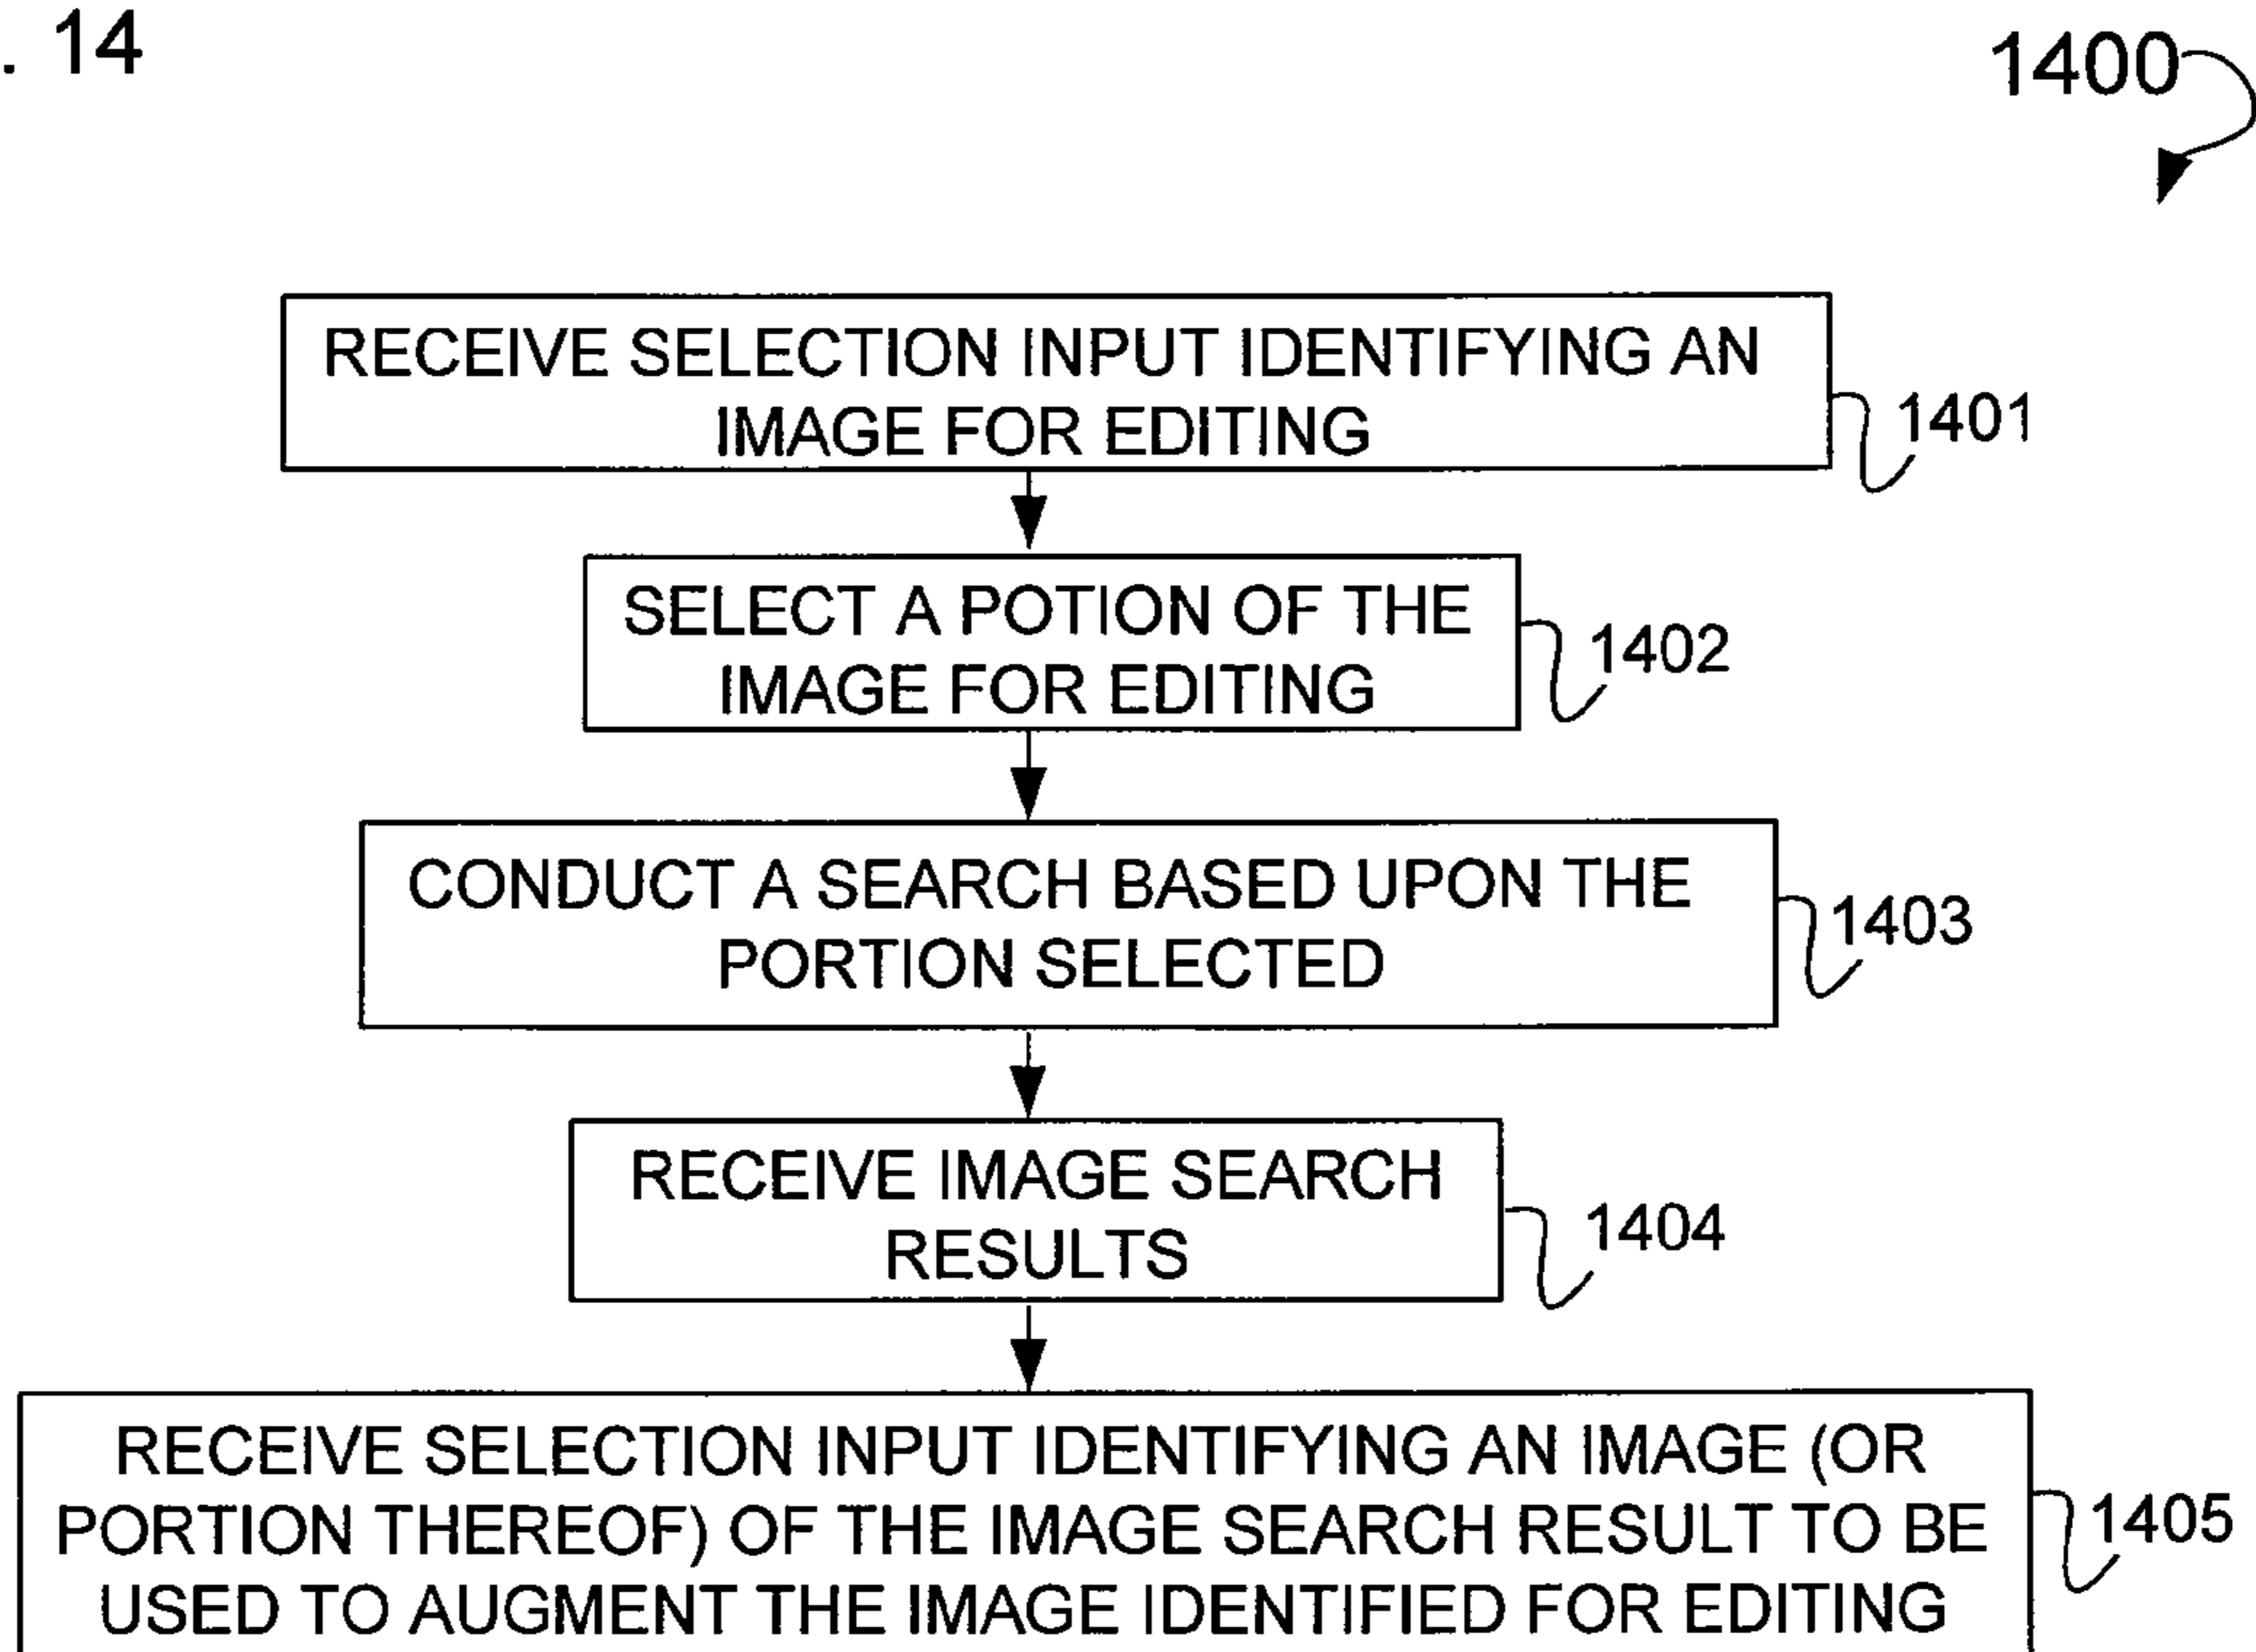 . 14
1400
RECEIVE SELECTION INPUT IDENTIFYING AN
IMAGE FOR EDITING
1401
SELECT A POTION OF THE
IMAGE FOR EDITING
1402
CONDUCT A SEARCH BASED UPON THE
PORTION SELECTED
1403
RECEIVE IMAGE SEARCH
RESULTS
1404
RECEIVE SELECTION INPUT IDENTIFYING AN IMAGE (OR
PORTION THEREOF) OF THE IMAGE SEARCH RESULT TO BE
USED TO AUGMENT THE IMAGE IDENTIFIED FOR EDITING
1405